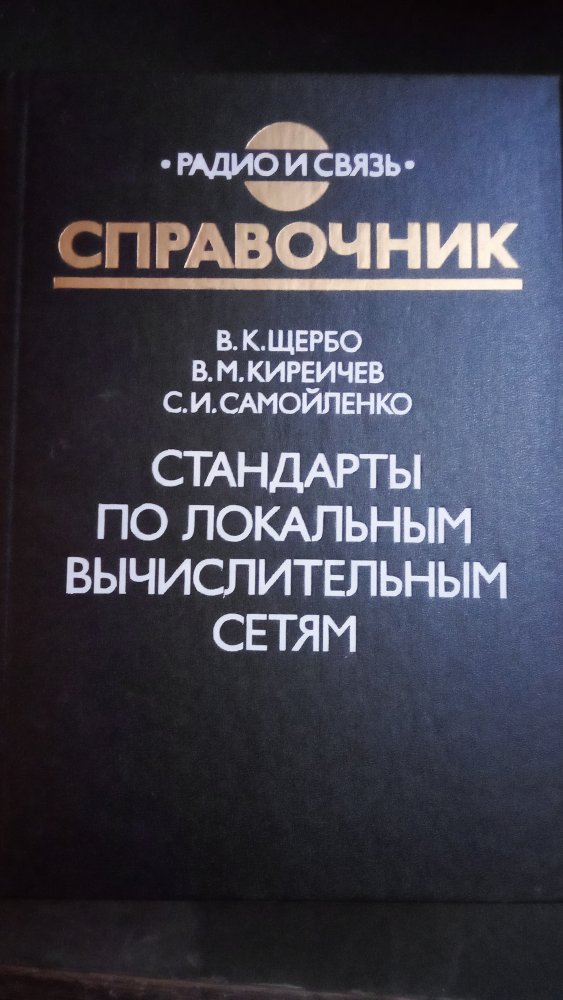 • РАДИО И СВЯЗЬ •
СПРАВОЧНИК
В.К.ЩЕРБО
В.М.КИРЕИЧЕВ
С.И.САМОЙЛЕНКО
СТАНДАРТЫ
ПО ЛОКАЛЬНЫМ
ВЫЧИСЛИТЕЛЬНЫМ
СЕТЯМ